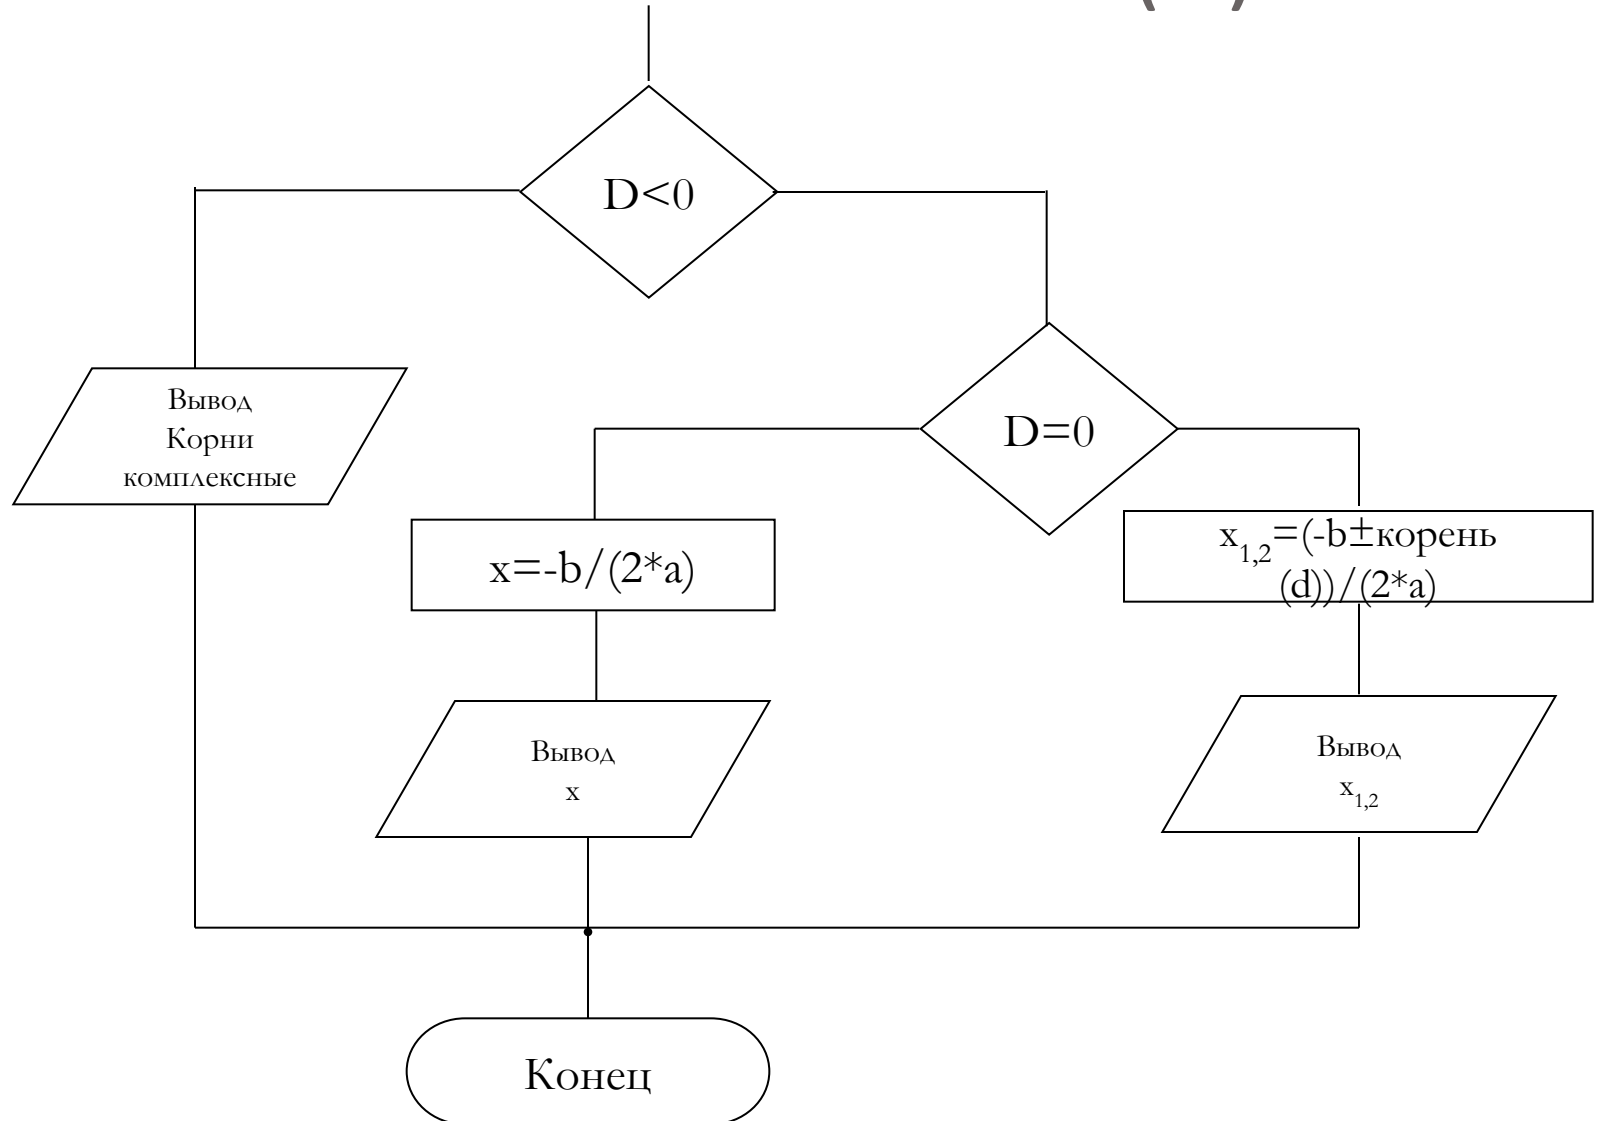 D<0
Вывод
Корни
комплексные
D=0
x=-b/(2*a)
x1,2=(-b±корень
(d))/(2*a)
Вывод
x
Вывод
x1,2
Конец